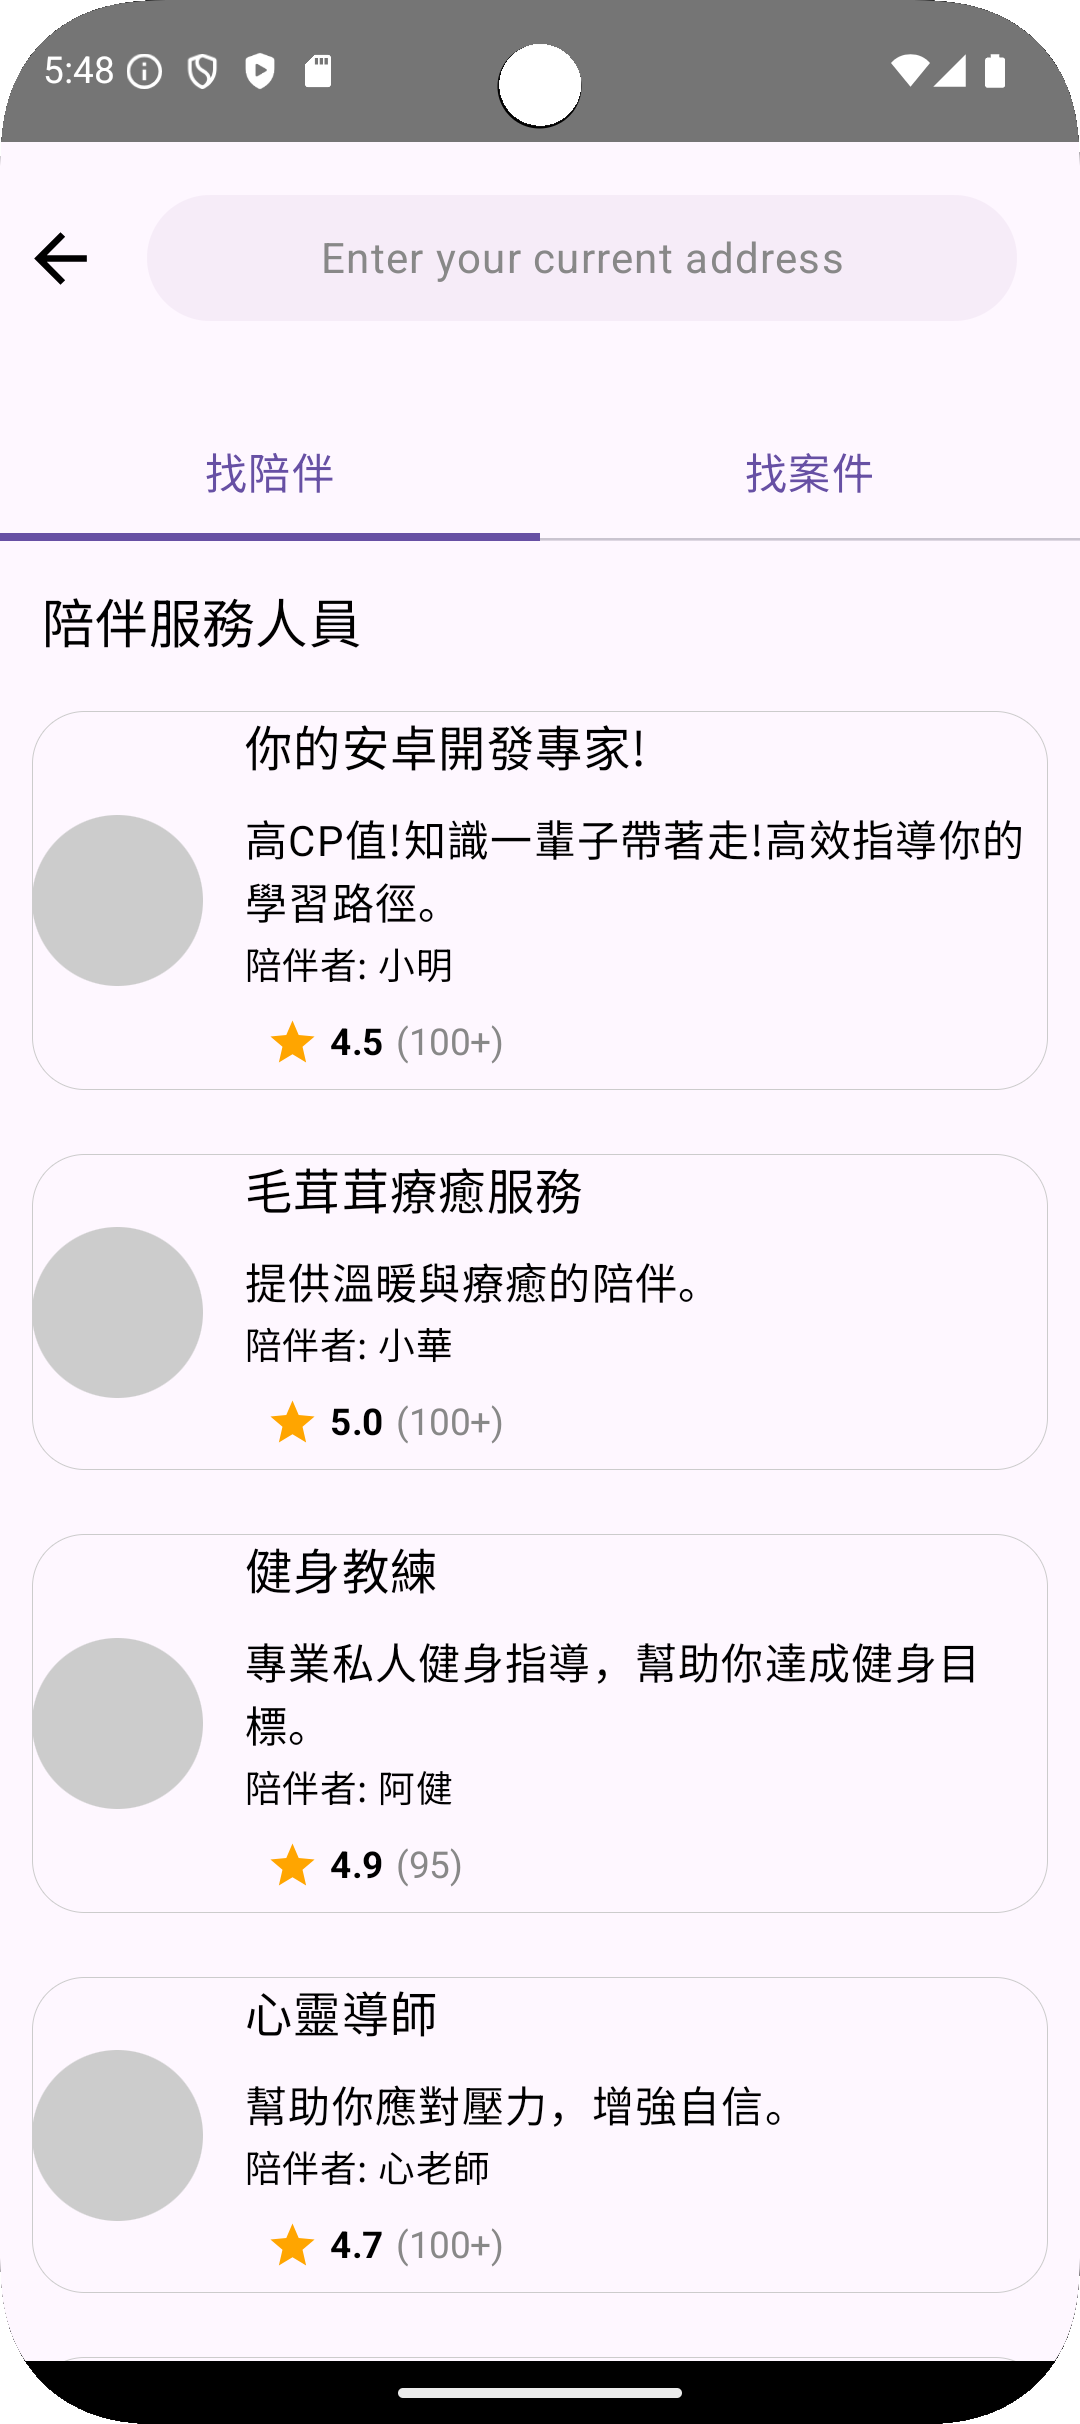 5:48
Enter your current address
找陪伴
找案件
陪伴服務人員
你的安卓開發專家!
高CP值!知識一輩子帶著走!高效指導你的
學習路徑。
陪伴者: 小明
4.5 (100+)
毛茸茸療癒服務
提供溫暖與療癒的陪伴。
陪伴者: 小華
5.0 (100+)
健身教練
專業私人健身指導，幫助你達成健身目
標。
陪伴者: 阿健
4.9 (95)
心靈導師
幫助你應對壓力，增強自信。
陪伴者: 心老師
4.7 (100+)